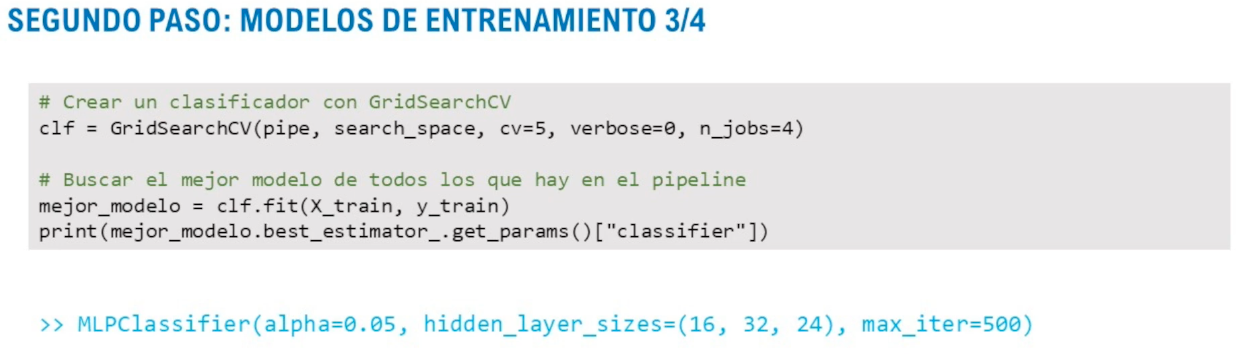 SEGUNDO PASO: MODELOS DE ENTRENAMIENTO 3/4
# Crear un clasificador con GridSearchCV
clf = GridSearchCV(pipe, search_space, cv=5, verbose=0, n_jobs=4)
# Buscar el mejor modelo de todos los que hay en el pipeline
mejor_modelo = clf.fit(X_train, y_train)
print(mejor_modelo.best_estimator_.get_params()["classifier"])
>> MLPClassifier(alpha=0.05, hidden_layer_sizes=(16, 32, 24), max_iter=500)